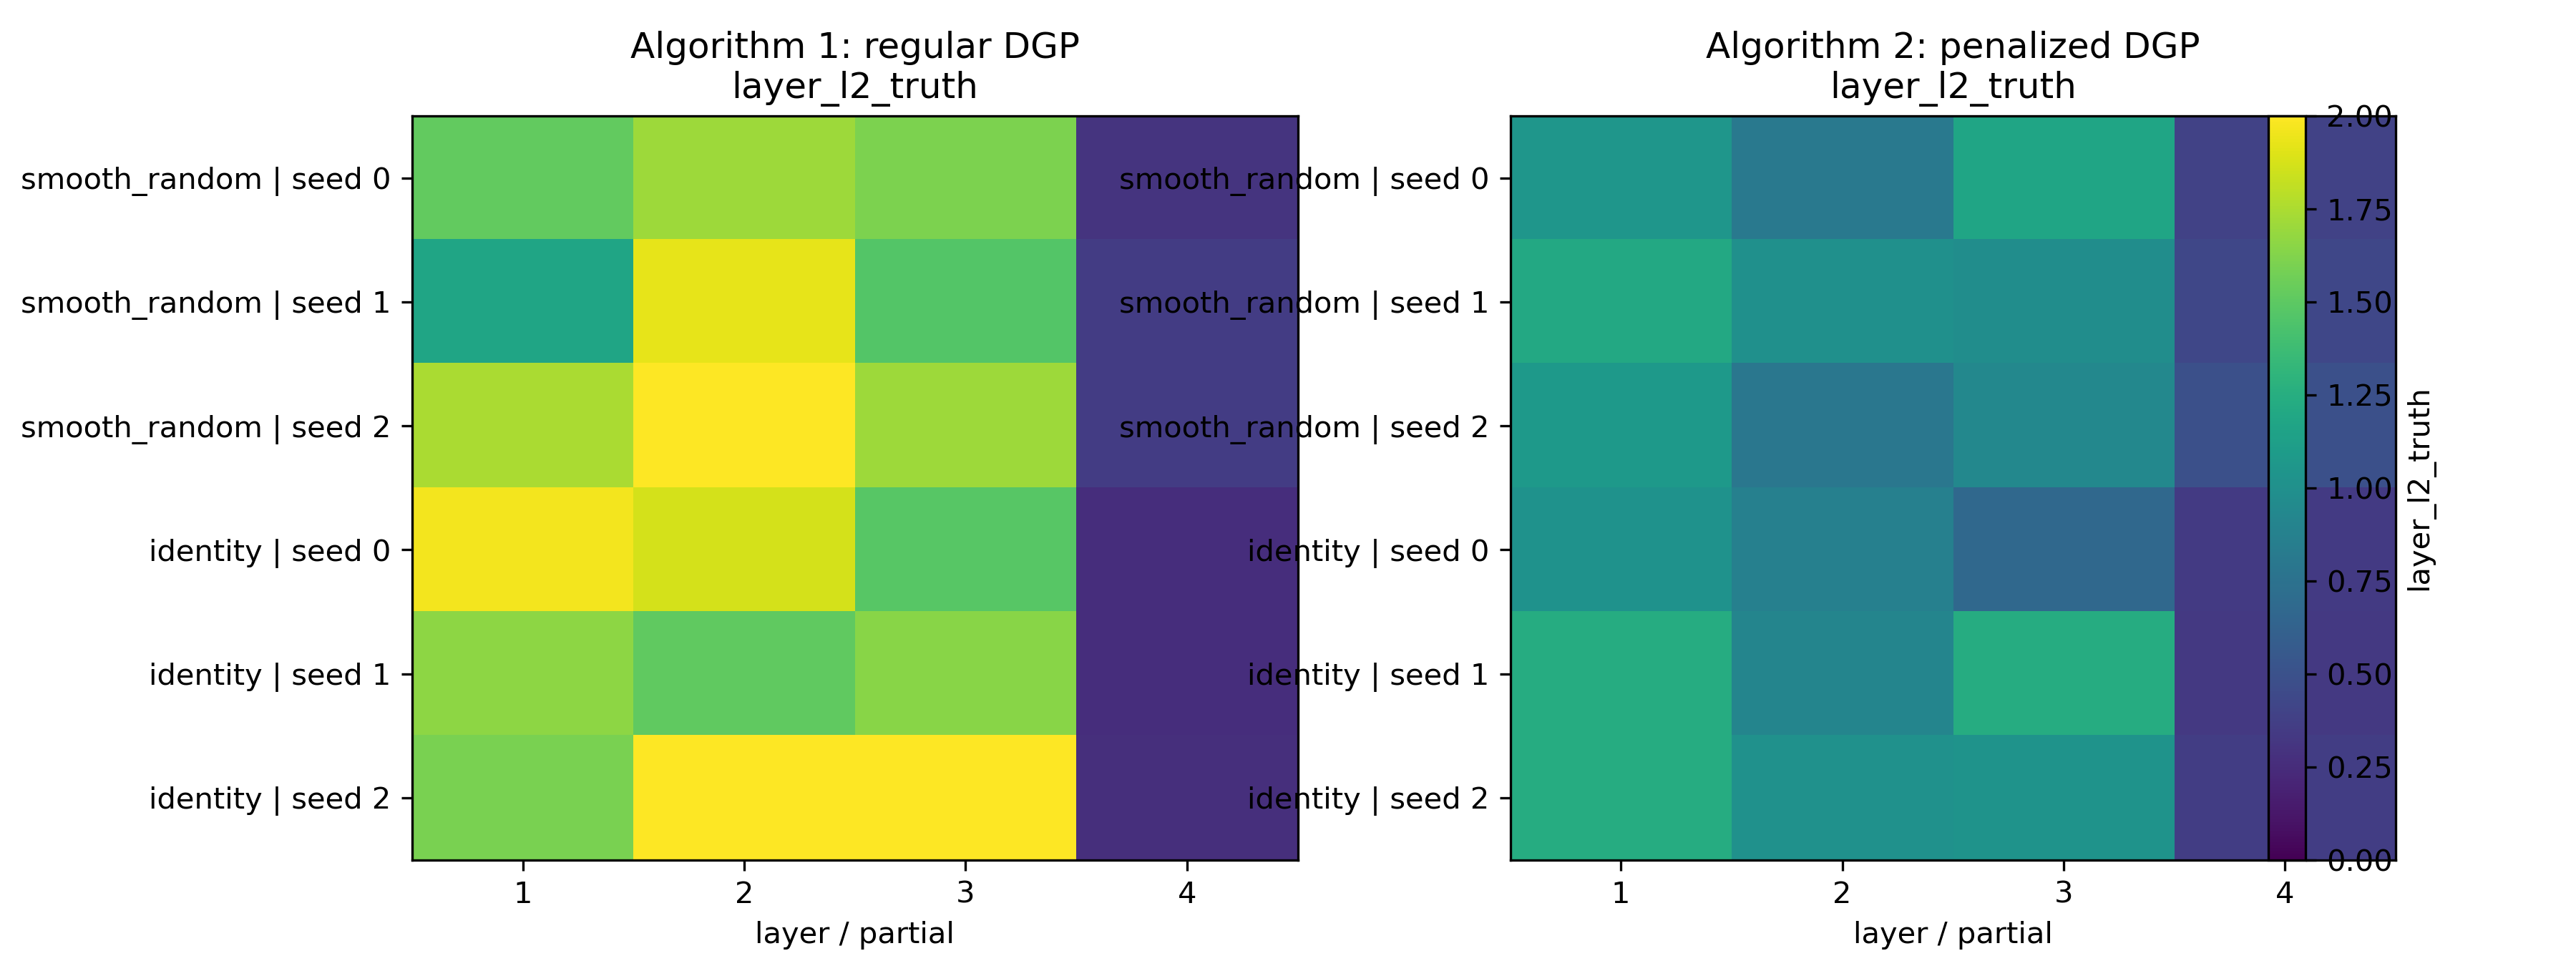 Algorithm 1: regular DGP
layer_l2_truth
smooth_random | seed 0
smooth_random | seed 1
smooth_random | seed 2
identity | seed 0
identity | seed 1
identity | seed 2
1 2 3 4
layer / partial
Algorithm 2: penalized DGP
layer_l2_truth
smooth_random | seed 0
smooth_random | seed 1
smooth_random | seed 2
identity | seed 0
identity | seed 1
identity | seed 2
1 2 3 4
layer / partial
2.00
1.75
1.50
1.25
1.00
0.75
0.50
0.25
0.00
layer_l2_truth